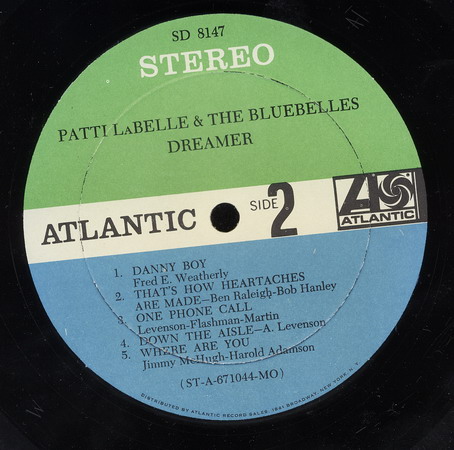 SD 8147
STEREO
PATTI LaBELLE & THE BLUEBELLES
DREAMER
ATLANTIC
SIDE 2
ATLANTIC
1. DANNY BOY
Fred E. Weatherly
2. THAT'S HOW HEARTACHES
ARE MADE—Ben Raleigh-Bob Hanley
3. ONE PHONE CALL
Levenson-Flashman-Martin
4. DOWN THE AISLE—A. Levenson
5. WHERE ARE YOU
Jimmy McHugh-Harold Adamson
(ST-A-671044-MO)
DISTRIBUTED BY ATLANTIC RECORD SALES, 1841 BROADWAY, NEW YORK, N.Y.